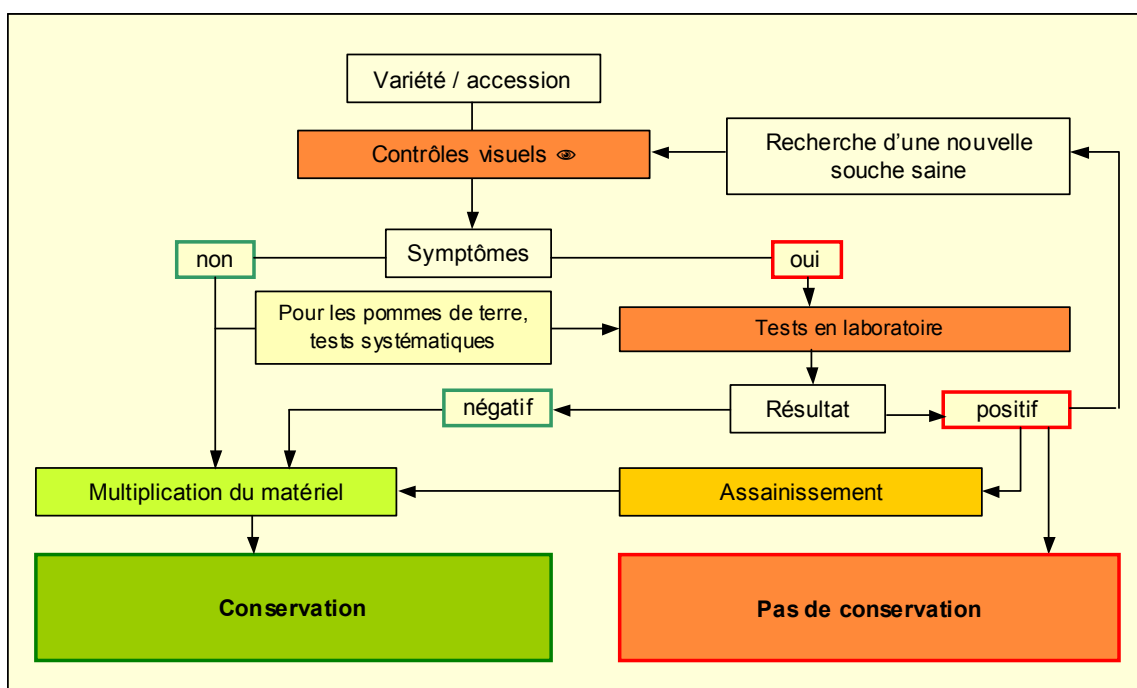 Variété / accession
Contrôles visuels
Recherche d'une nouvelle
souche saine
non
Symptômes
oui
Pour les pommes de terre,
tests systématiques
Tests en laboratoire
négatif
Résultat
positif
Multiplication du matériel
Assainissement
Conservation
Pas de conservation